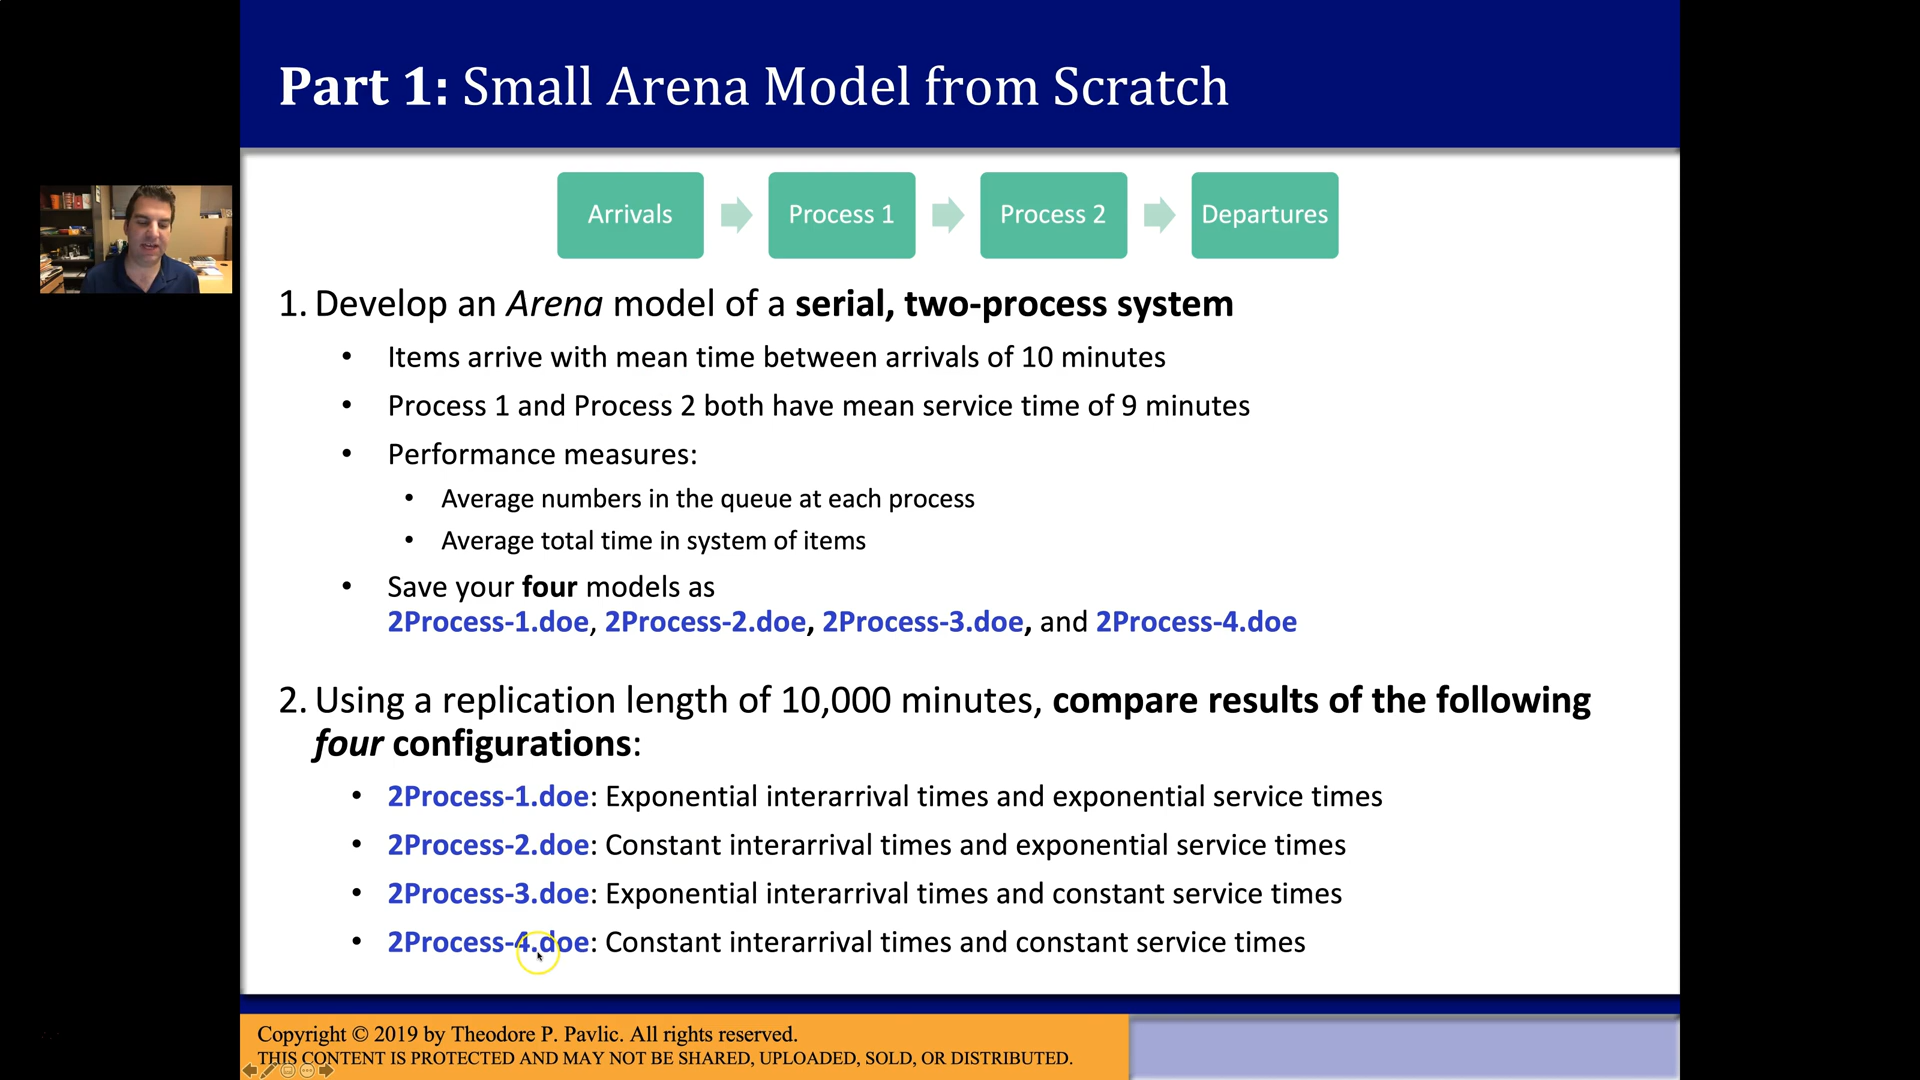 Part 1: Small Arena Model from Scratch
Arrivals
Process 1
Process 2
Departures
1. Develop an Arena model of a serial, two-process system
• Items arrive with mean time between arrivals of 10 minutes
• Process 1 and Process 2 both have mean service time of 9 minutes
• Performance measures:
• Average numbers in the queue at each process
• Average total time in system of items
• Save your four models as
2Process-1.doe, 2Process-2.doe, 2Process-3.doe, and 2Process-4.doe
2. Using a replication length of 10,000 minutes, compare results of the following
four configurations:
• 2Process-1.doe: Exponential interarrival times and exponential service times
• 2Process-2.doe: Constant interarrival times and exponential service times
• 2Process-3.doe: Exponential interarrival times and constant service times
• 2Process-4.doe: Constant interarrival times and constant service times
Copyright © 2019 by Theodore P. Pavlic. All rights reserved.
THIS CONTENT IS PROTECTED AND MAY NOT BE SHARED, UPLOADED, SOLD, OR DISTRIBUTED.